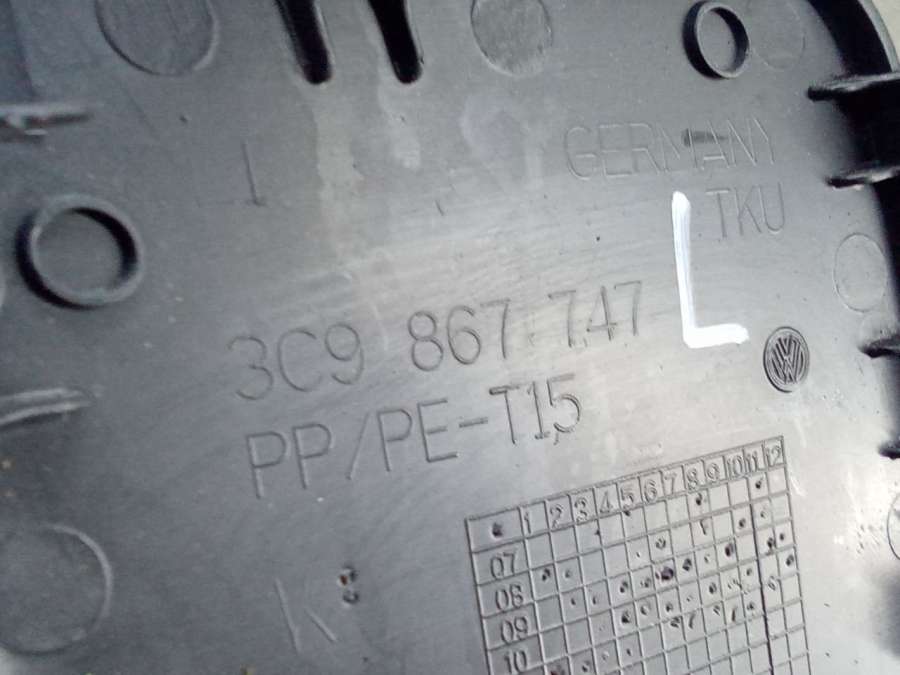 GERMANY
TKU
L
3C9 867 747
PP/PE-T15
K
1 2 3 4 5 6 7 8 9 10 11 12
07
08
09
10